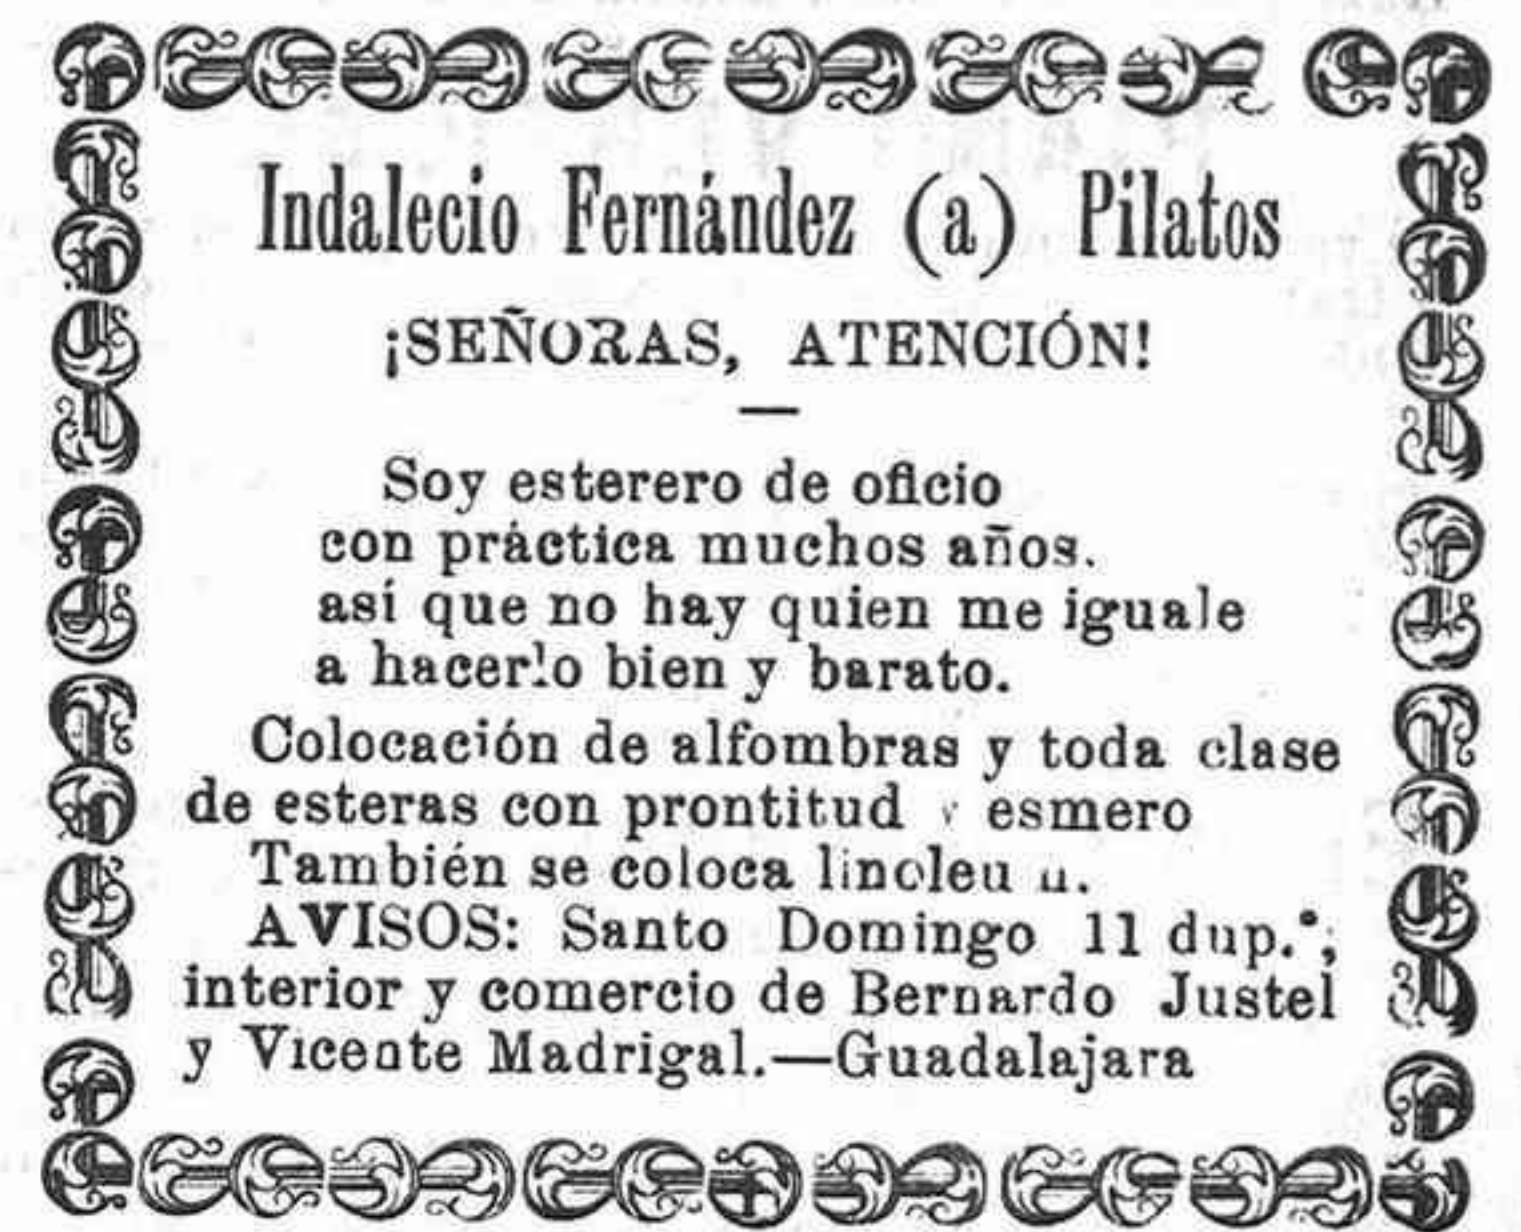 Indalecio Fernández (a) Pilatos
¡SEÑORAS, ATENCIÓN!
Soy esterero de oficio
con práctica muchos años.
así que no hay quien me iguale
a hacerlo bien y barato.
Colocación de alfombras y toda clase
de esteras con prontitud y esmero
También se coloca linoleum.
AVISOS: Santo Domingo 11 dup.°;
interior y comercio de Bernardo Justel
y Vicente Madrigal.—Guadalajara